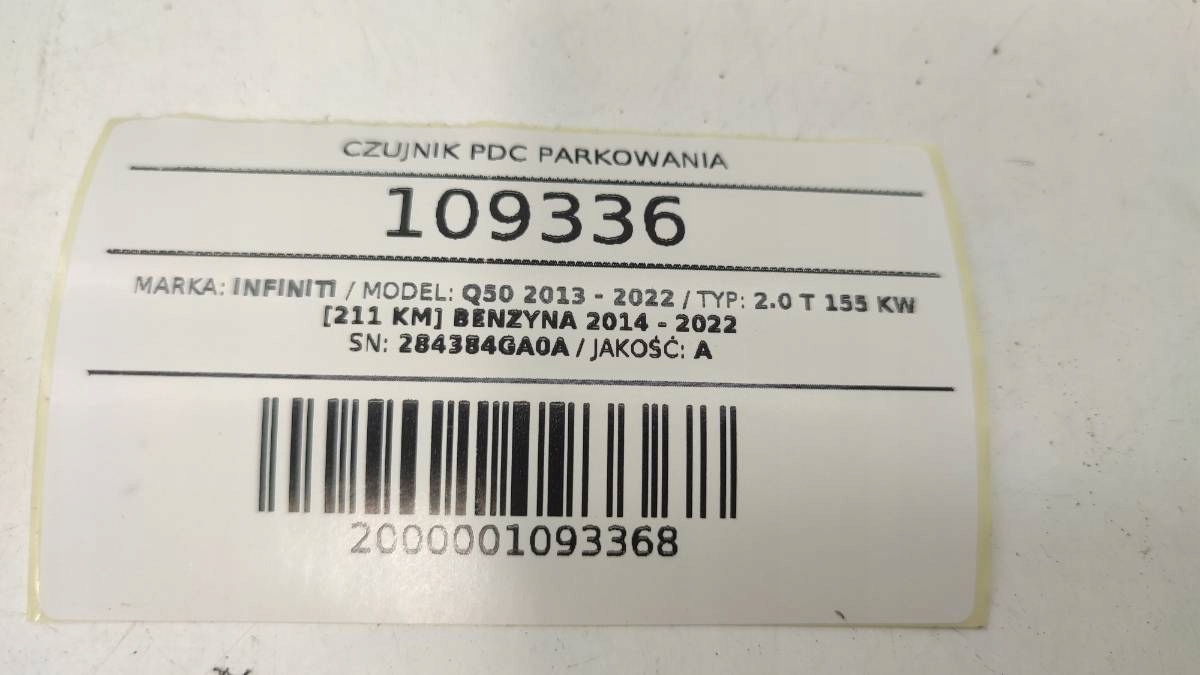 CZUJNIK PDC PARKOWANIA
109336
MARKA: INFINITI / MODEL: Q50 2013 - 2022 / TYP: 2.0 T 155 KW
[211 KM] BENZYNA 2014 - 2022
SN: 284384GA0A / JAKOŚĆ: A
2000001093368